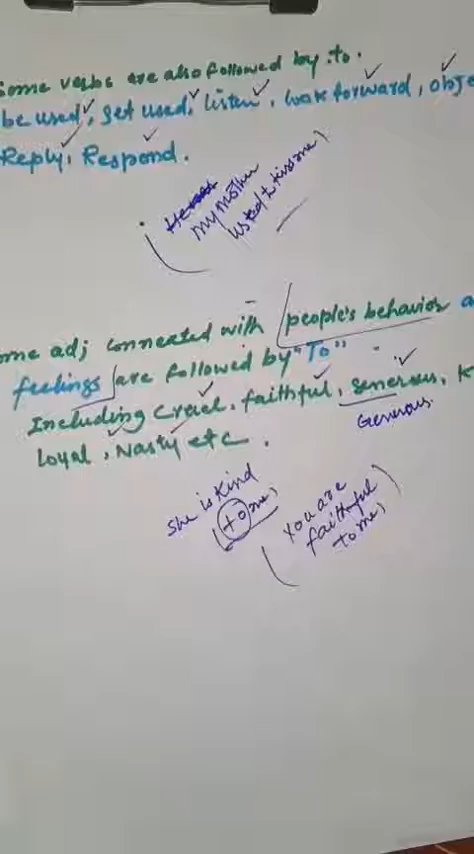 Some verbs are also followed by to.
be used, get used, listen, look forward, obje
Reply, Respond.
My mother
used to kiss me
ome adj connected with people's behavior a
feelings are followed by "To"
Including Cruel, faithful, Generous, K
Loyal, Nasty etc.
Generous.
she is kind
to me,
You are
faithful
to me,